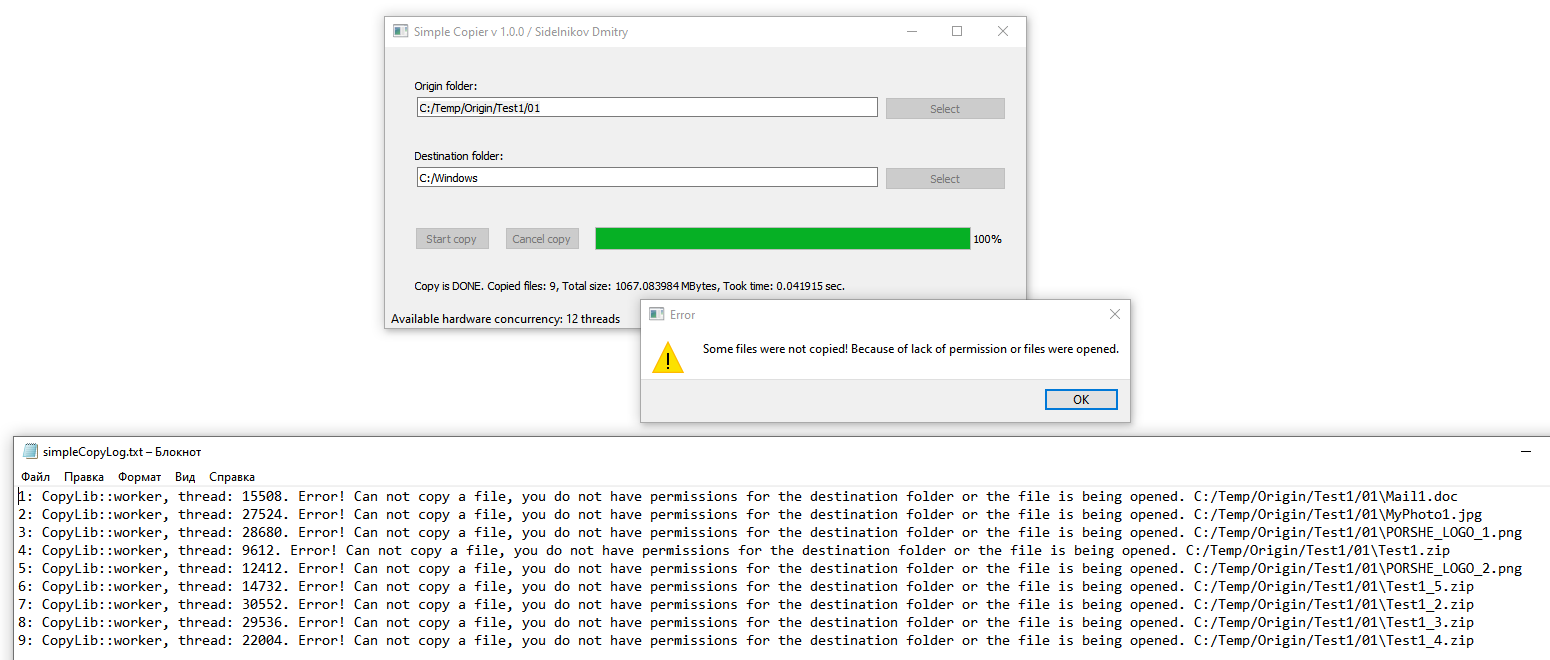 Simple Copier v 1.0.0 / Sidelnikov Dmitry
Origin folder:
C:/Temp/Origin/Test1/01
Select
Destination folder:
C:/Windows
Select
Start copy
Cancel copy
100%
Copy is DONE. Copied files: 9, Total size: 1067.083984 MBytes, Took time: 0.041915 sec.
Available hardware concurrency: 12 threads
Error
Some files were not copied! Because of lack of permission or files were opened.
OK
simpleCopyLog.txt – Блокнот
Файл Правка Формат Вид Справка
1: CopyLib::worker, thread: 15508. Error! Can not copy a file, you do not have permissions for the destination folder or the file is being opened. C:/Temp/Origin/Test1/01\Mail1.doc
2: CopyLib::worker, thread: 27524. Error! Can not copy a file, you do not have permissions for the destination folder or the file is being opened. C:/Temp/Origin/Test1/01\MyPhoto1.jpg
3: CopyLib::worker, thread: 28680. Error! Can not copy a file, you do not have permissions for the destination folder or the file is being opened. C:/Temp/Origin/Test1/01\PORSHE_LOGO_1.png
4: CopyLib::worker, thread: 9612. Error! Can not copy a file, you do not have permissions for the destination folder or the file is being opened. C:/Temp/Origin/Test1/01\Test1.zip
5: CopyLib::worker, thread: 12412. Error! Can not copy a file, you do not have permissions for the destination folder or the file is being opened. C:/Temp/Origin/Test1/01\PORSHE_LOGO_2.png
6: CopyLib::worker, thread: 14732. Error! Can not copy a file, you do not have permissions for the destination folder or the file is being opened. C:/Temp/Origin/Test1/01\Test1_5.zip
7: CopyLib::worker, thread: 30552. Error! Can not copy a file, you do not have permissions for the destination folder or the file is being opened. C:/Temp/Origin/Test1/01\Test1_2.zip
8: CopyLib::worker, thread: 29536. Error! Can not copy a file, you do not have permissions for the destination folder or the file is being opened. C:/Temp/Origin/Test1/01\Test1_3.zip
9: CopyLib::worker, thread: 22004. Error! Can not copy a file, you do not have permissions for the destination folder or the file is being opened. C:/Temp/Origin/Test1/01\Test1_4.zip